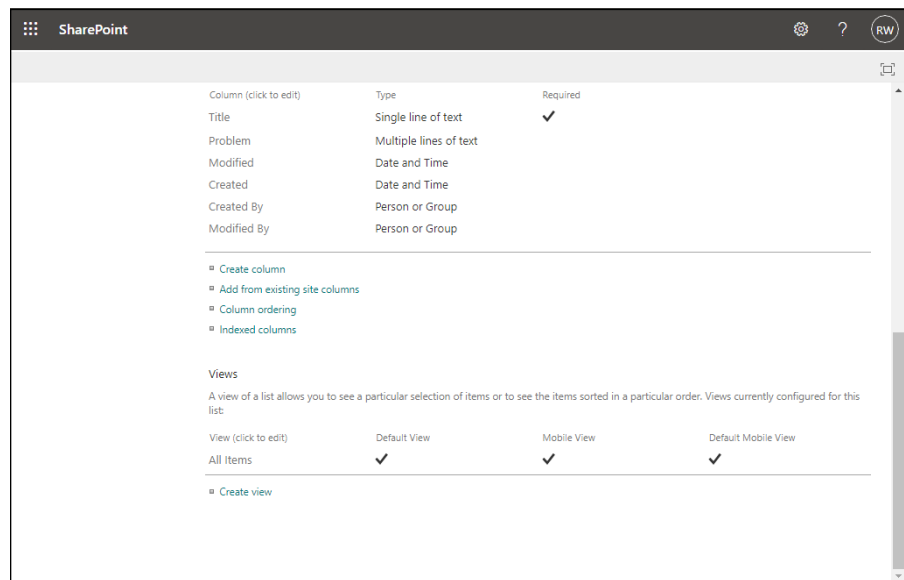 SharePoint ? RW
Column (click to edit) Type Required
Title Single line of text
Problem Multiple lines of text
Modified Date and Time
Created Date and Time
Created By Person or Group
Modified By Person or Group
Create column
Add from existing site columns
Column ordering
Indexed columns
Views
A view of a list allows you to see a particular selection of items or to see the items sorted in a particular order. Views currently configured for this
list:
View (click to edit) Default View Mobile View Default Mobile View
All Items
Create view